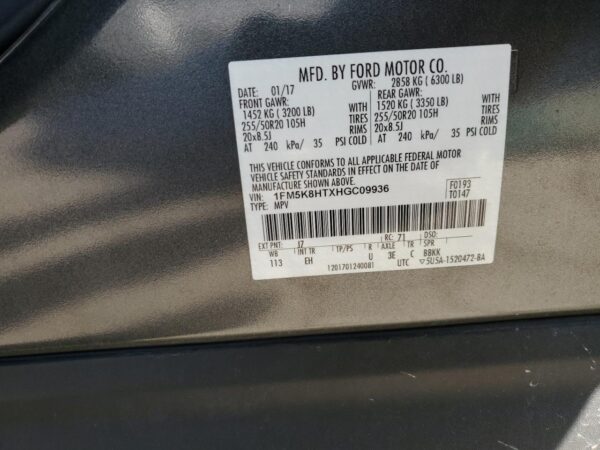 MFD. BY FORD MOTOR CO.
DATE: 01/17 GVWR: 2858 KG ( 6300 LB)
FRONT GAWR: REAR GAWR:
1452 KG ( 3200 LB) WITH 1520 KG ( 3350 LB) WITH
255/50R20 105H TIRES 255/50R20 105H TIRES
20x8.5J RIMS 20x8.5J RIMS
AT 240 kPa/ 35 PSI COLD AT 240 kPa/ 35 PSI COLD
THIS VEHICLE CONFORMS TO ALL APPLICABLE FEDERAL MOTOR
VEHICLE SAFETY STANDARDS IN EFFECT ON THE DATE OF
MANUFACTURE SHOWN ABOVE.
VIN: 1FM5K8HTXHGC09936 F0193
TYPE: MPV T0147
EXT PNT: J7 RC: 71 DSO:
WB INT TR TP/PS R AXLE TR SPR
113 EH U 3E C BBKK
1201701240081 UTC ▽5U5A-1520472-BA